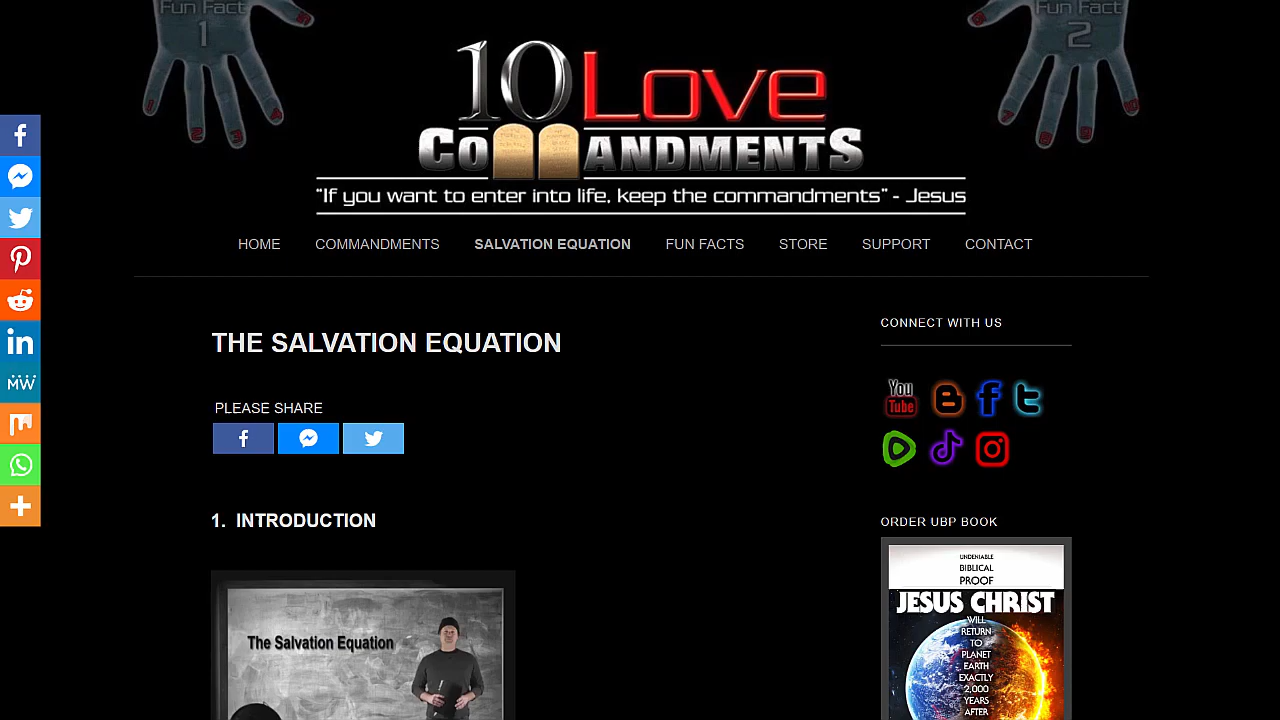 Fun Fact
1
Fun Fact
2
10 Love
COMMANDMENTS
"If you want to enter into life, keep the commandments" - Jesus
HOME COMMANDMENTS SALVATION EQUATION FUN FACTS STORE SUPPORT CONTACT
THE SALVATION EQUATION
PLEASE SHARE
1. INTRODUCTION
The Salvation Equation
CONNECT WITH US
You
Tube
ORDER UBP BOOK
UNDENIABLE
BIBLICAL
PROOF
JESUS CHRIST
WILL
RETURN
TO
PLANET
EARTH
EXACTLY
2,000
YEARS
AFTER